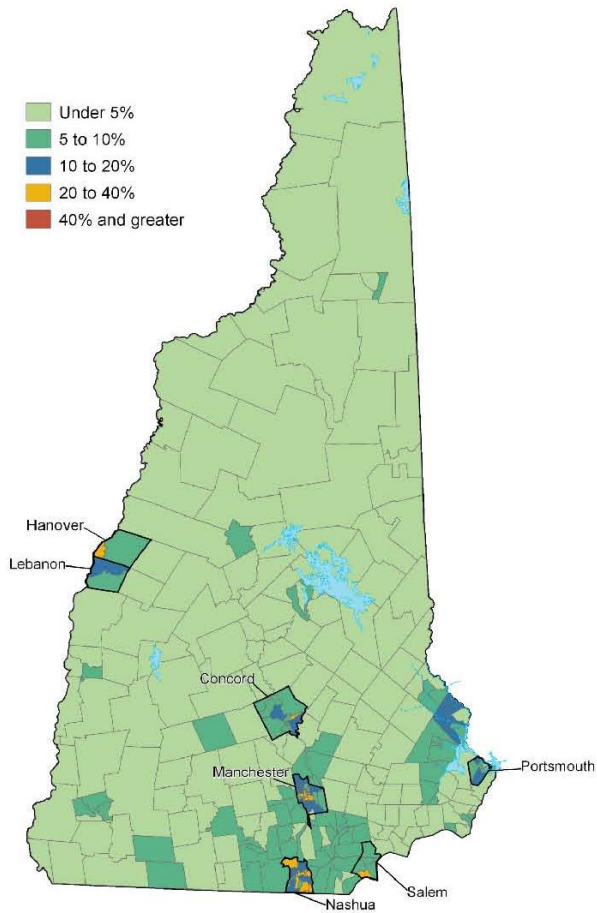 Under 5%
5 to 10%
10 to 20%
20 to 40%
40% and greater
Hanover
Lebanon
Concord
Manchester
Portsmouth
Salem
Nashua